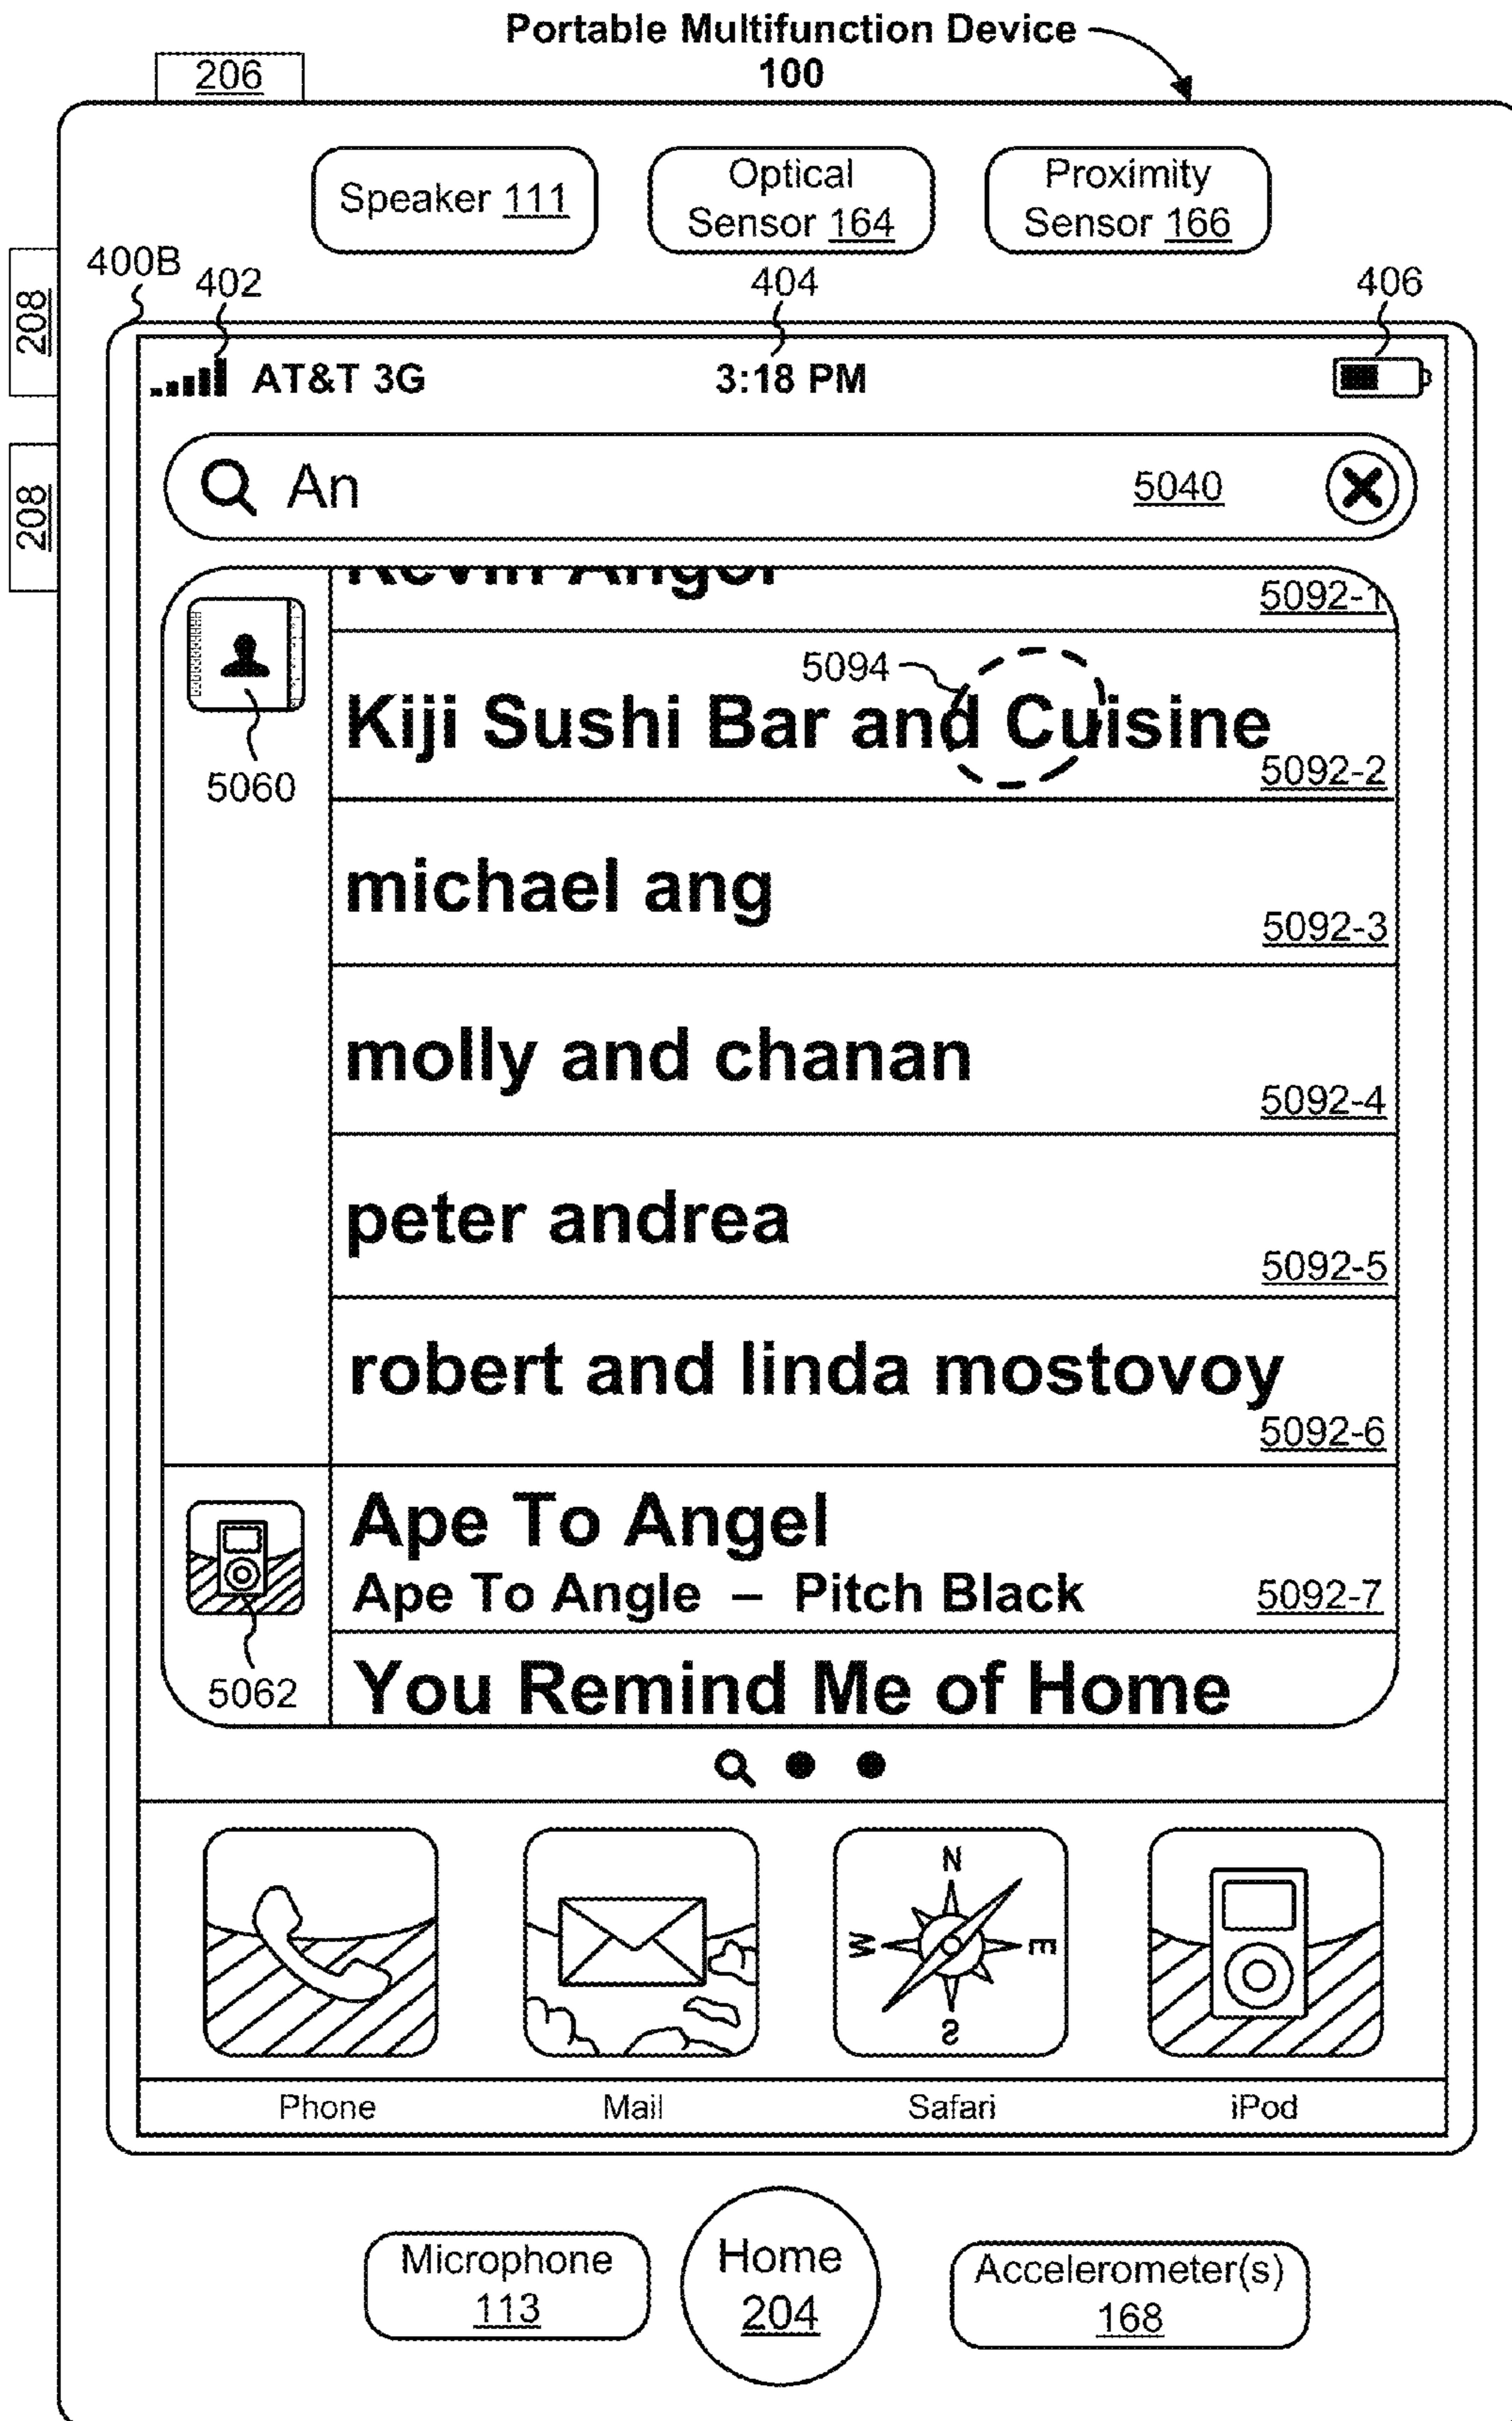 Portable Multifunction Device
100
206
Speaker 111
Optical
Sensor 164
Proximity
Sensor 166
208
208
400B
402
404
406
AT&T 3G
3:18 PM
An
5040
5092-1
5060
5094
Kiji Sushi Bar and Cuisine
5092-2
michael ang
5092-3
molly and chanan
5092-4
peter andrea
5092-5
robert and linda mostovoy
5092-6
5062
Ape To Angel
Ape To Angle – Pitch Black
5092-7
You Remind Me of Home
N
W
E
S
Phone
Mail
Safari
iPod
Microphone
113
Home
204
Accelerometer(s)
168